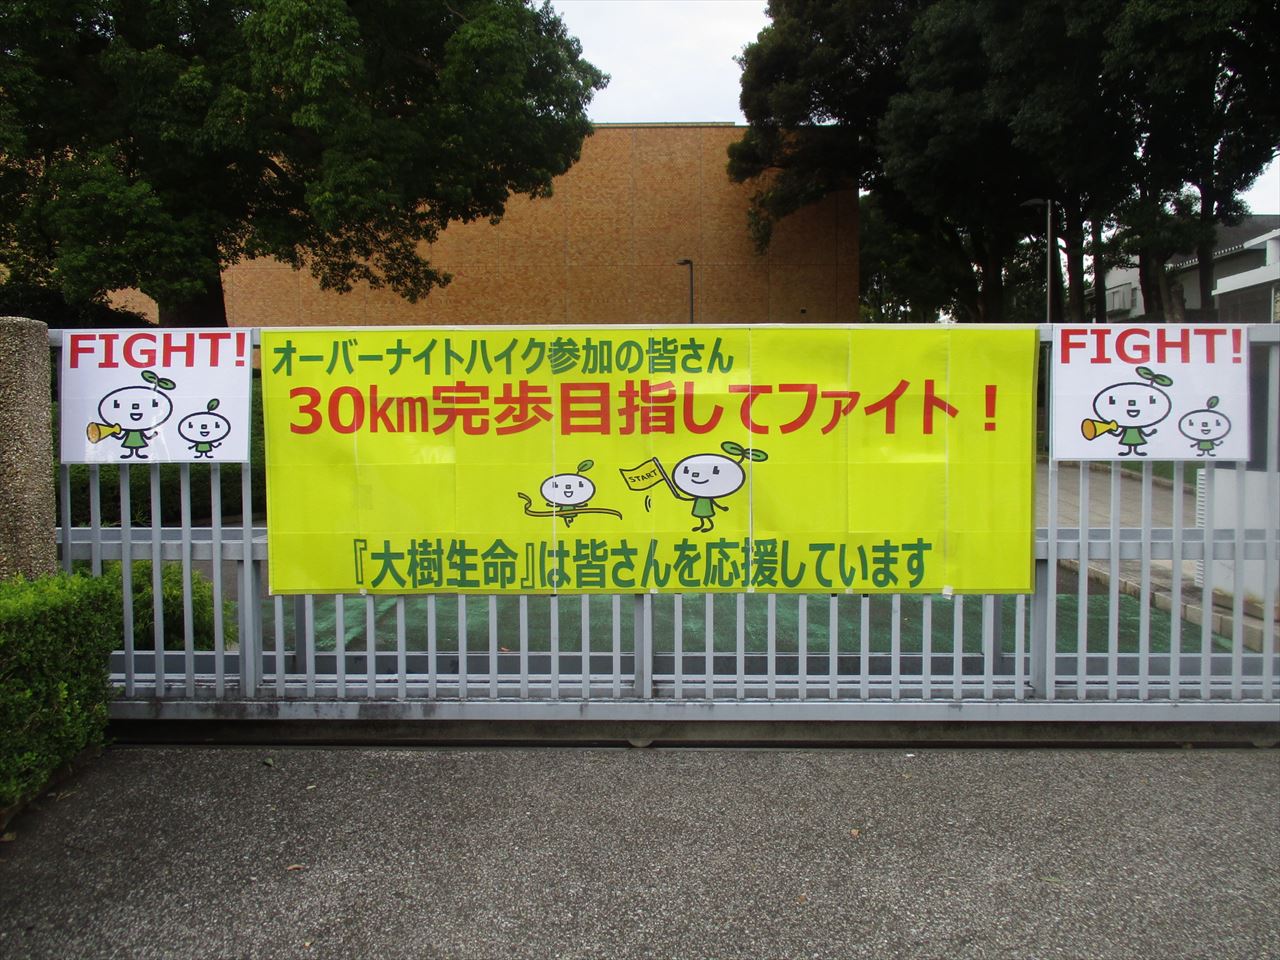 FIGHT!
オーバーナイトハイク参加の皆さん
30km完歩目指してファイト！
START
『大樹生命』は皆さんを応援しています
FIGHT!